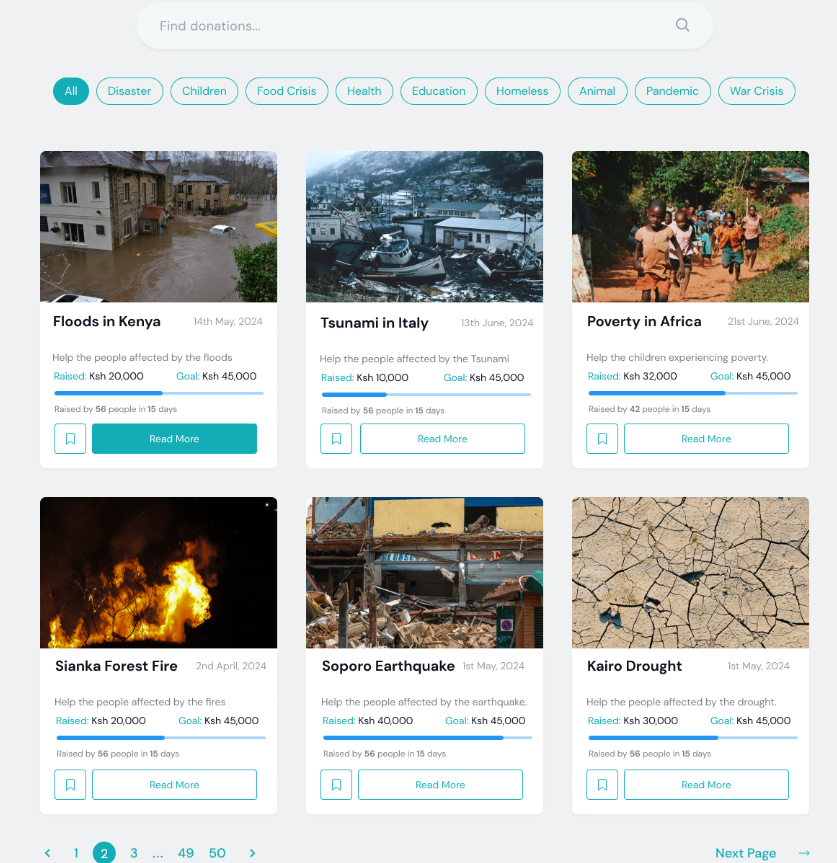 Find donations...
All
Disaster
Children
Food Crisis
Health
Education
Homeless
Animal
Pandemic
War Crisis
Floods in Kenya
14th May, 2024
Help the people affected by the floods
Raised: Ksh 20,000
Goal: Ksh 45,000
Raised by 56 people in 15 days
Read More
Tsunami in Italy
13th June, 2024
Help the people affected by the Tsunami
Raised: Ksh 10,000
Goal: Ksh 45,000
Raised by 56 people in 15 days
Read More
Poverty in Africa
21st June, 2024
Help the children experiencing poverty.
Raised: Ksh 32,000
Goal: Ksh 45,000
Raised by 42 people in 15 days
Read More
Sianka Forest Fire
2nd April, 2024
Help the people affected by the fires
Raised: Ksh 20,000
Goal: Ksh 45,000
Raised by 56 people in 15 days
Read More
Soporo Earthquake
1st May, 2024
Help the people affected by the earthquake.
Raised: Ksh 40,000
Goal: Ksh 45,000
Raised by 56 people in 15 days
Read More
Kairo Drought
1st May, 2024
Help the people affected by the drought.
Raised: Ksh 30,000
Goal: Ksh 45,000
Raised by 56 people in 15 days
Read More
1 2 3 ... 49 50
Next Page